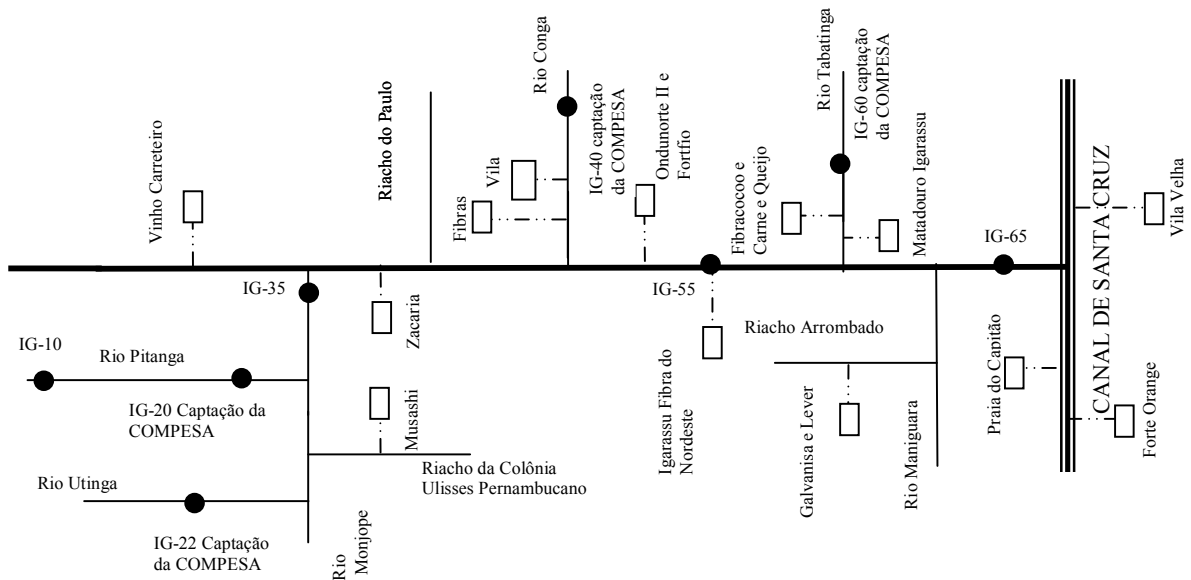 Vinho Carreteiro
Riacho do Paulo
Fibras
Vila
Rio Conga
IG-40 captação
da COMPESA
Ondunorte II e
Fortfio
Fibracocoo e
Carne e Queijo
Rio Tabatinga
IG-60 captação
da COMPESA
Matadouro Igarassu
IG-65
CANAL DE SANTA CRUZ
Vila Velha
IG-35
Zacaria
IG-55
Igarassu Fibra do
Nordeste
Riacho Arrombado
Galvanisa e Lever
Rio Maniguara
Praia do Capitão
Forte Orange
IG-10
Rio Pitanga
IG-20 Captação da
COMPESA
Musashi
Riacho da Colônia
Ulisses Pernambucano
Rio Utinga
IG-22 Captação
da COMPESA
Rio
Monjope